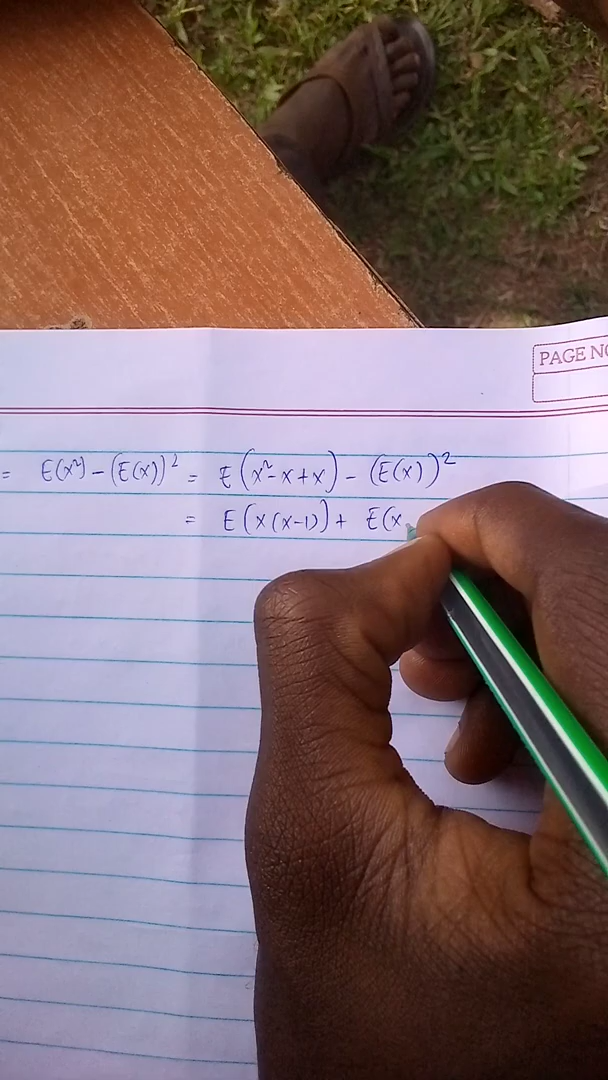 PAGE NO
= E(x²) - (E(x))² = E(x²-x+x) - (E(x))²
= E(x(x-1)) + E(x